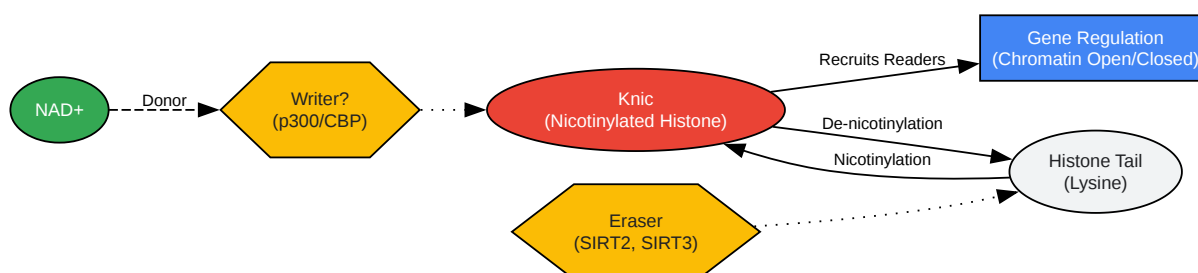 NAD+
Donor
Writer?
(p300/CBP)
Knic
(Nicotinylated Histone)
Recruits Readers
Gene Regulation
(Chromatin Open/Closed)
De-nicotinylation
Nicotinylation
Histone Tail
(Lysine)
Eraser
(SIRT2, SIRT3)